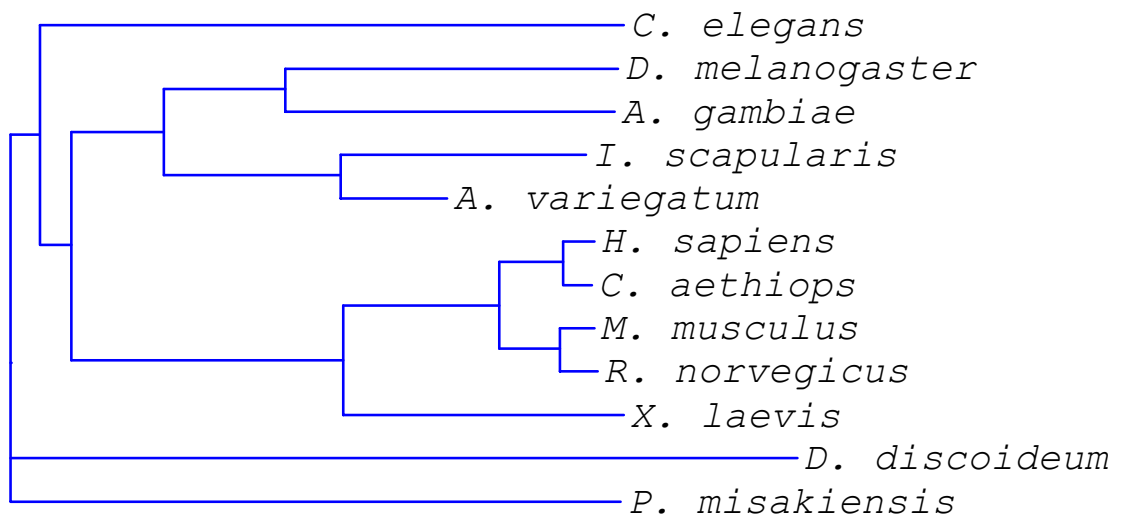 C. elegans
D. melanogaster
A. gambiae
I. scapularis
A. variegatum
H. sapiens
C. aethiops
M. musculus
R. norvegicus
X. laevis
D. discoideum
P. misakiensis